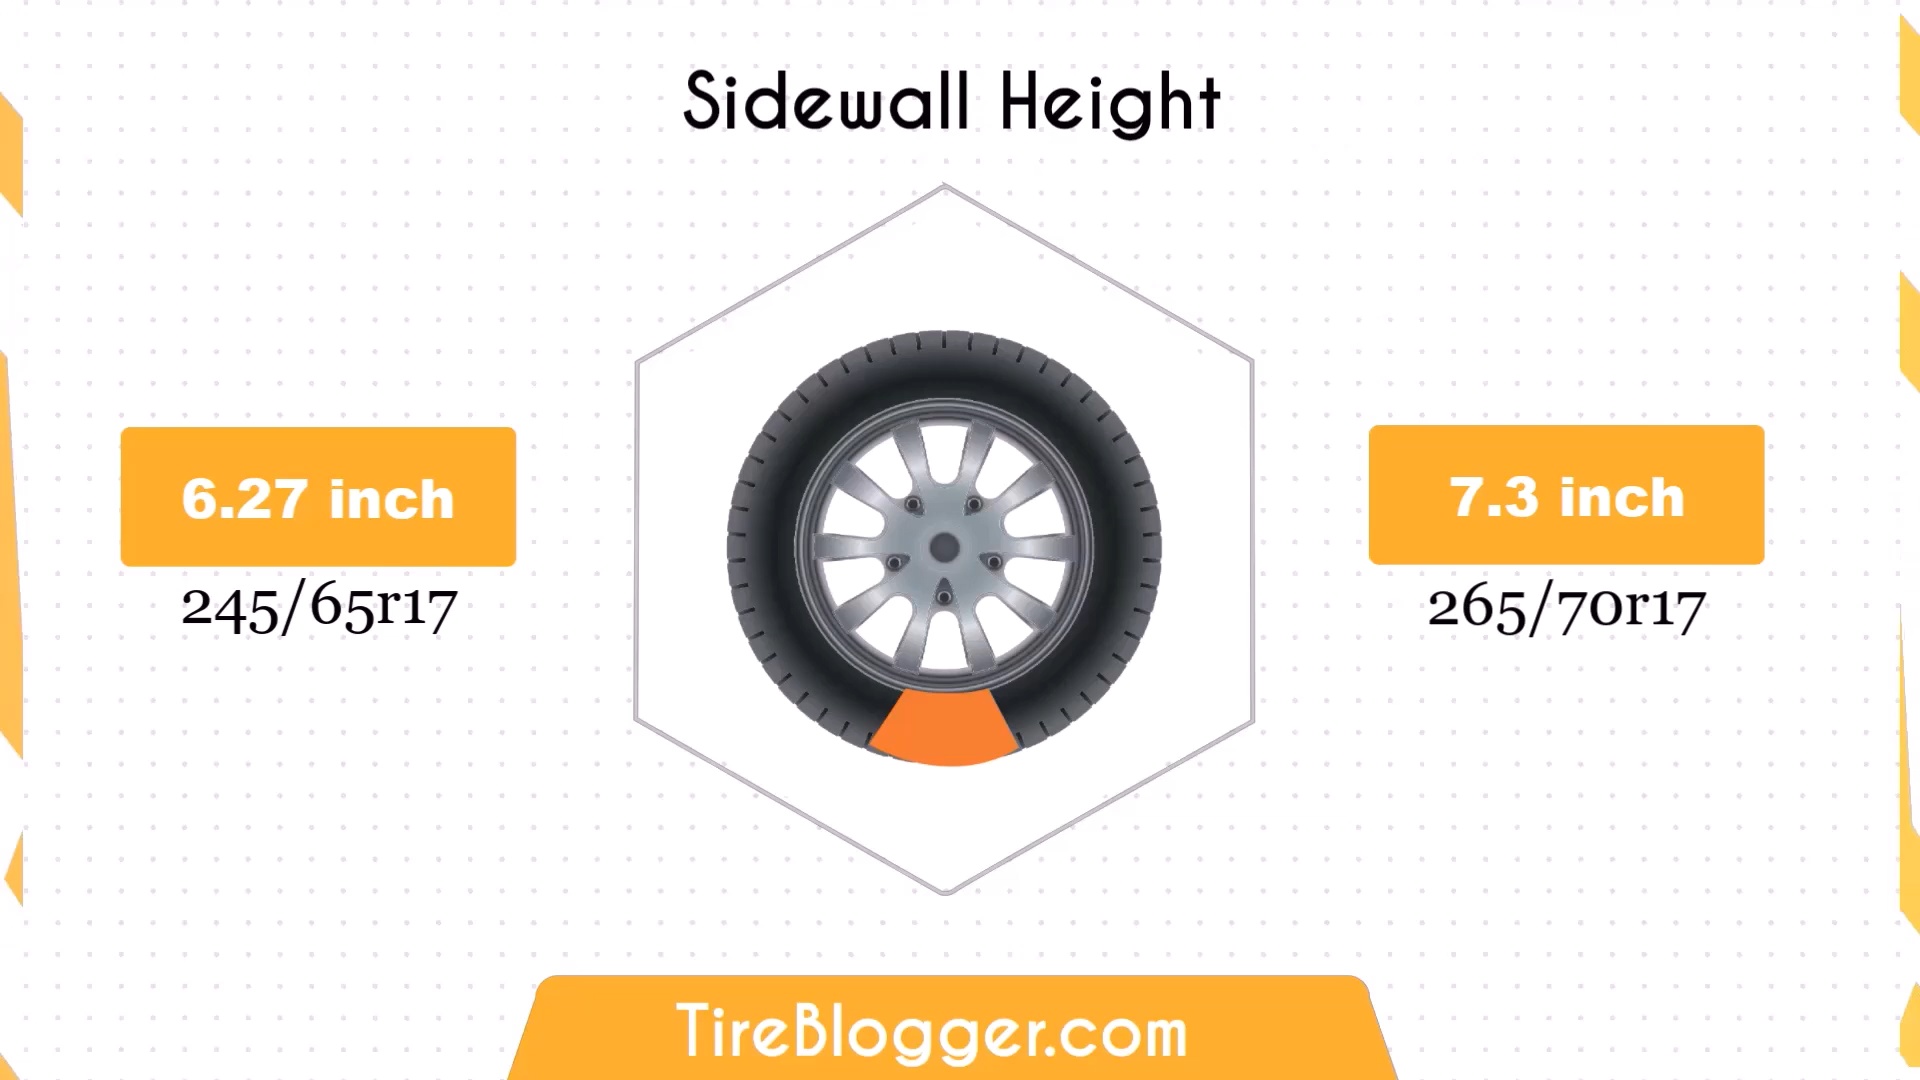 Sidewall Height
6.27 inch
245/65r17
7.3 inch
265/70r17
TireBlogger.com